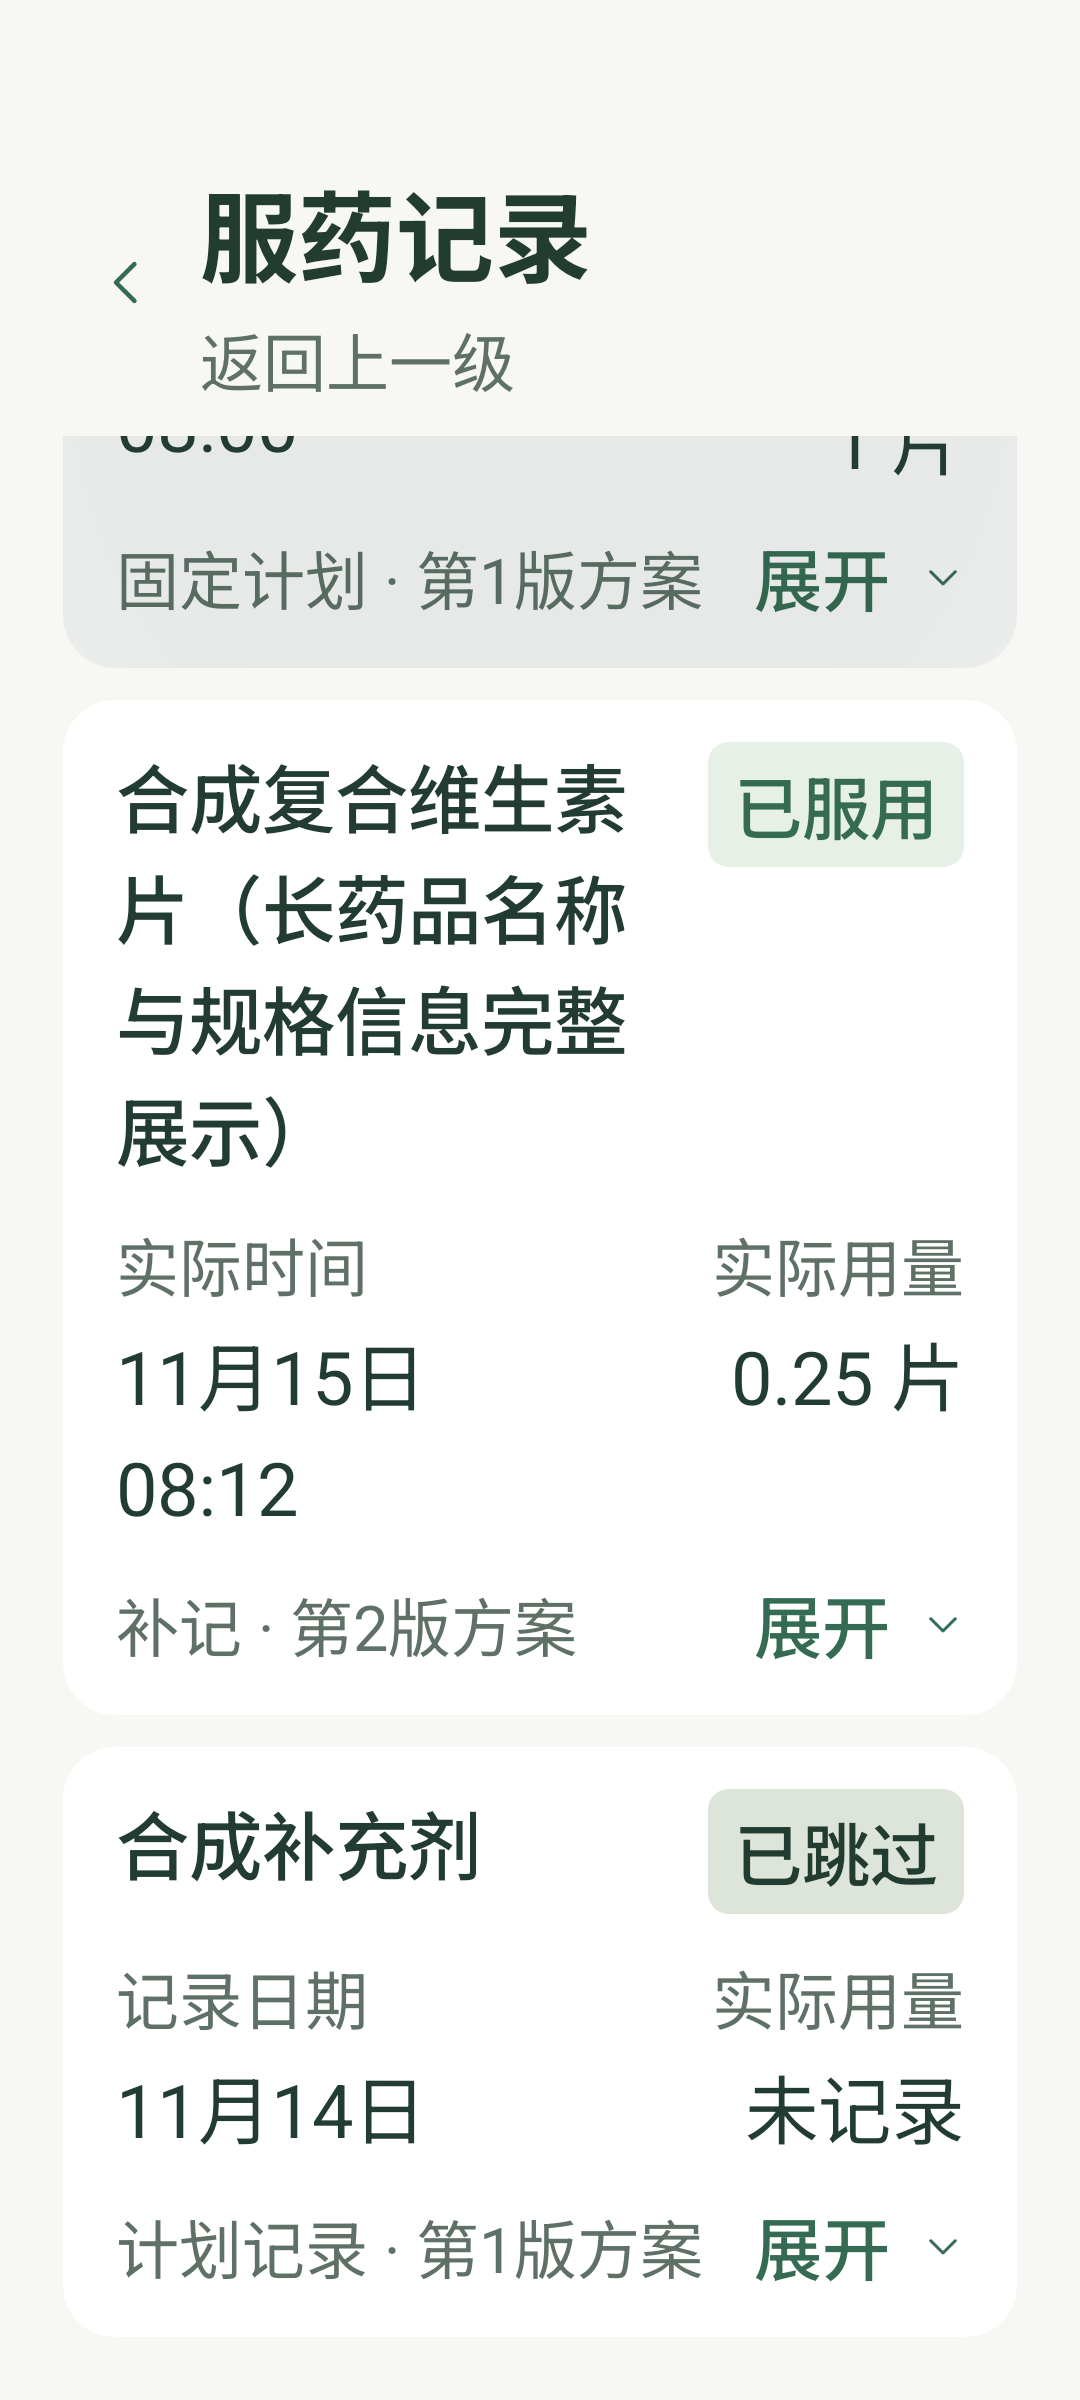 服药记录
返回上一级
固定计划 · 第1版方案 展开
合成复合维生素
片（长药品名称
与规格信息完整
展示）
已服用
实际时间 实际用量
11月15日 0.25 片
08:12
补记 · 第2版方案 展开
合成补充剂 已跳过
记录日期 实际用量
11月14日 未记录
计划记录 · 第1版方案 展开